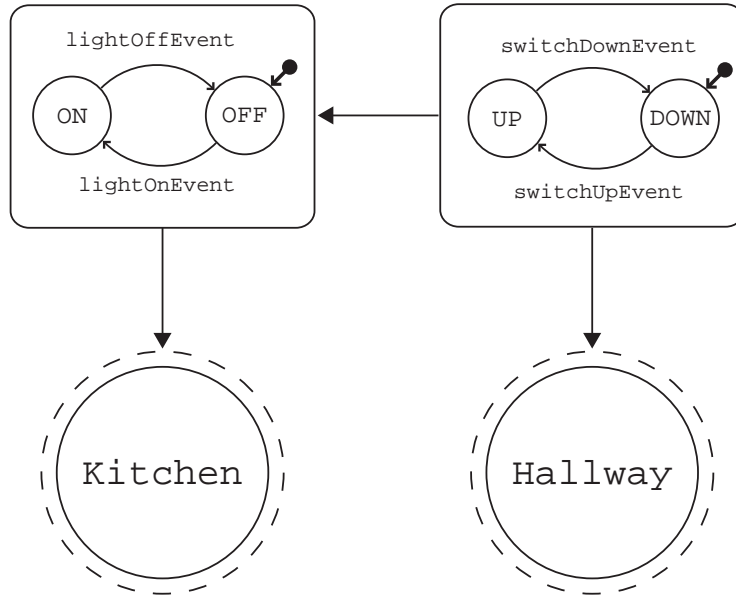 lightOffEvent
ON
OFF
lightOnEvent
switchDownEvent
UP
DOWN
switchUpEvent
Kitchen
Hallway